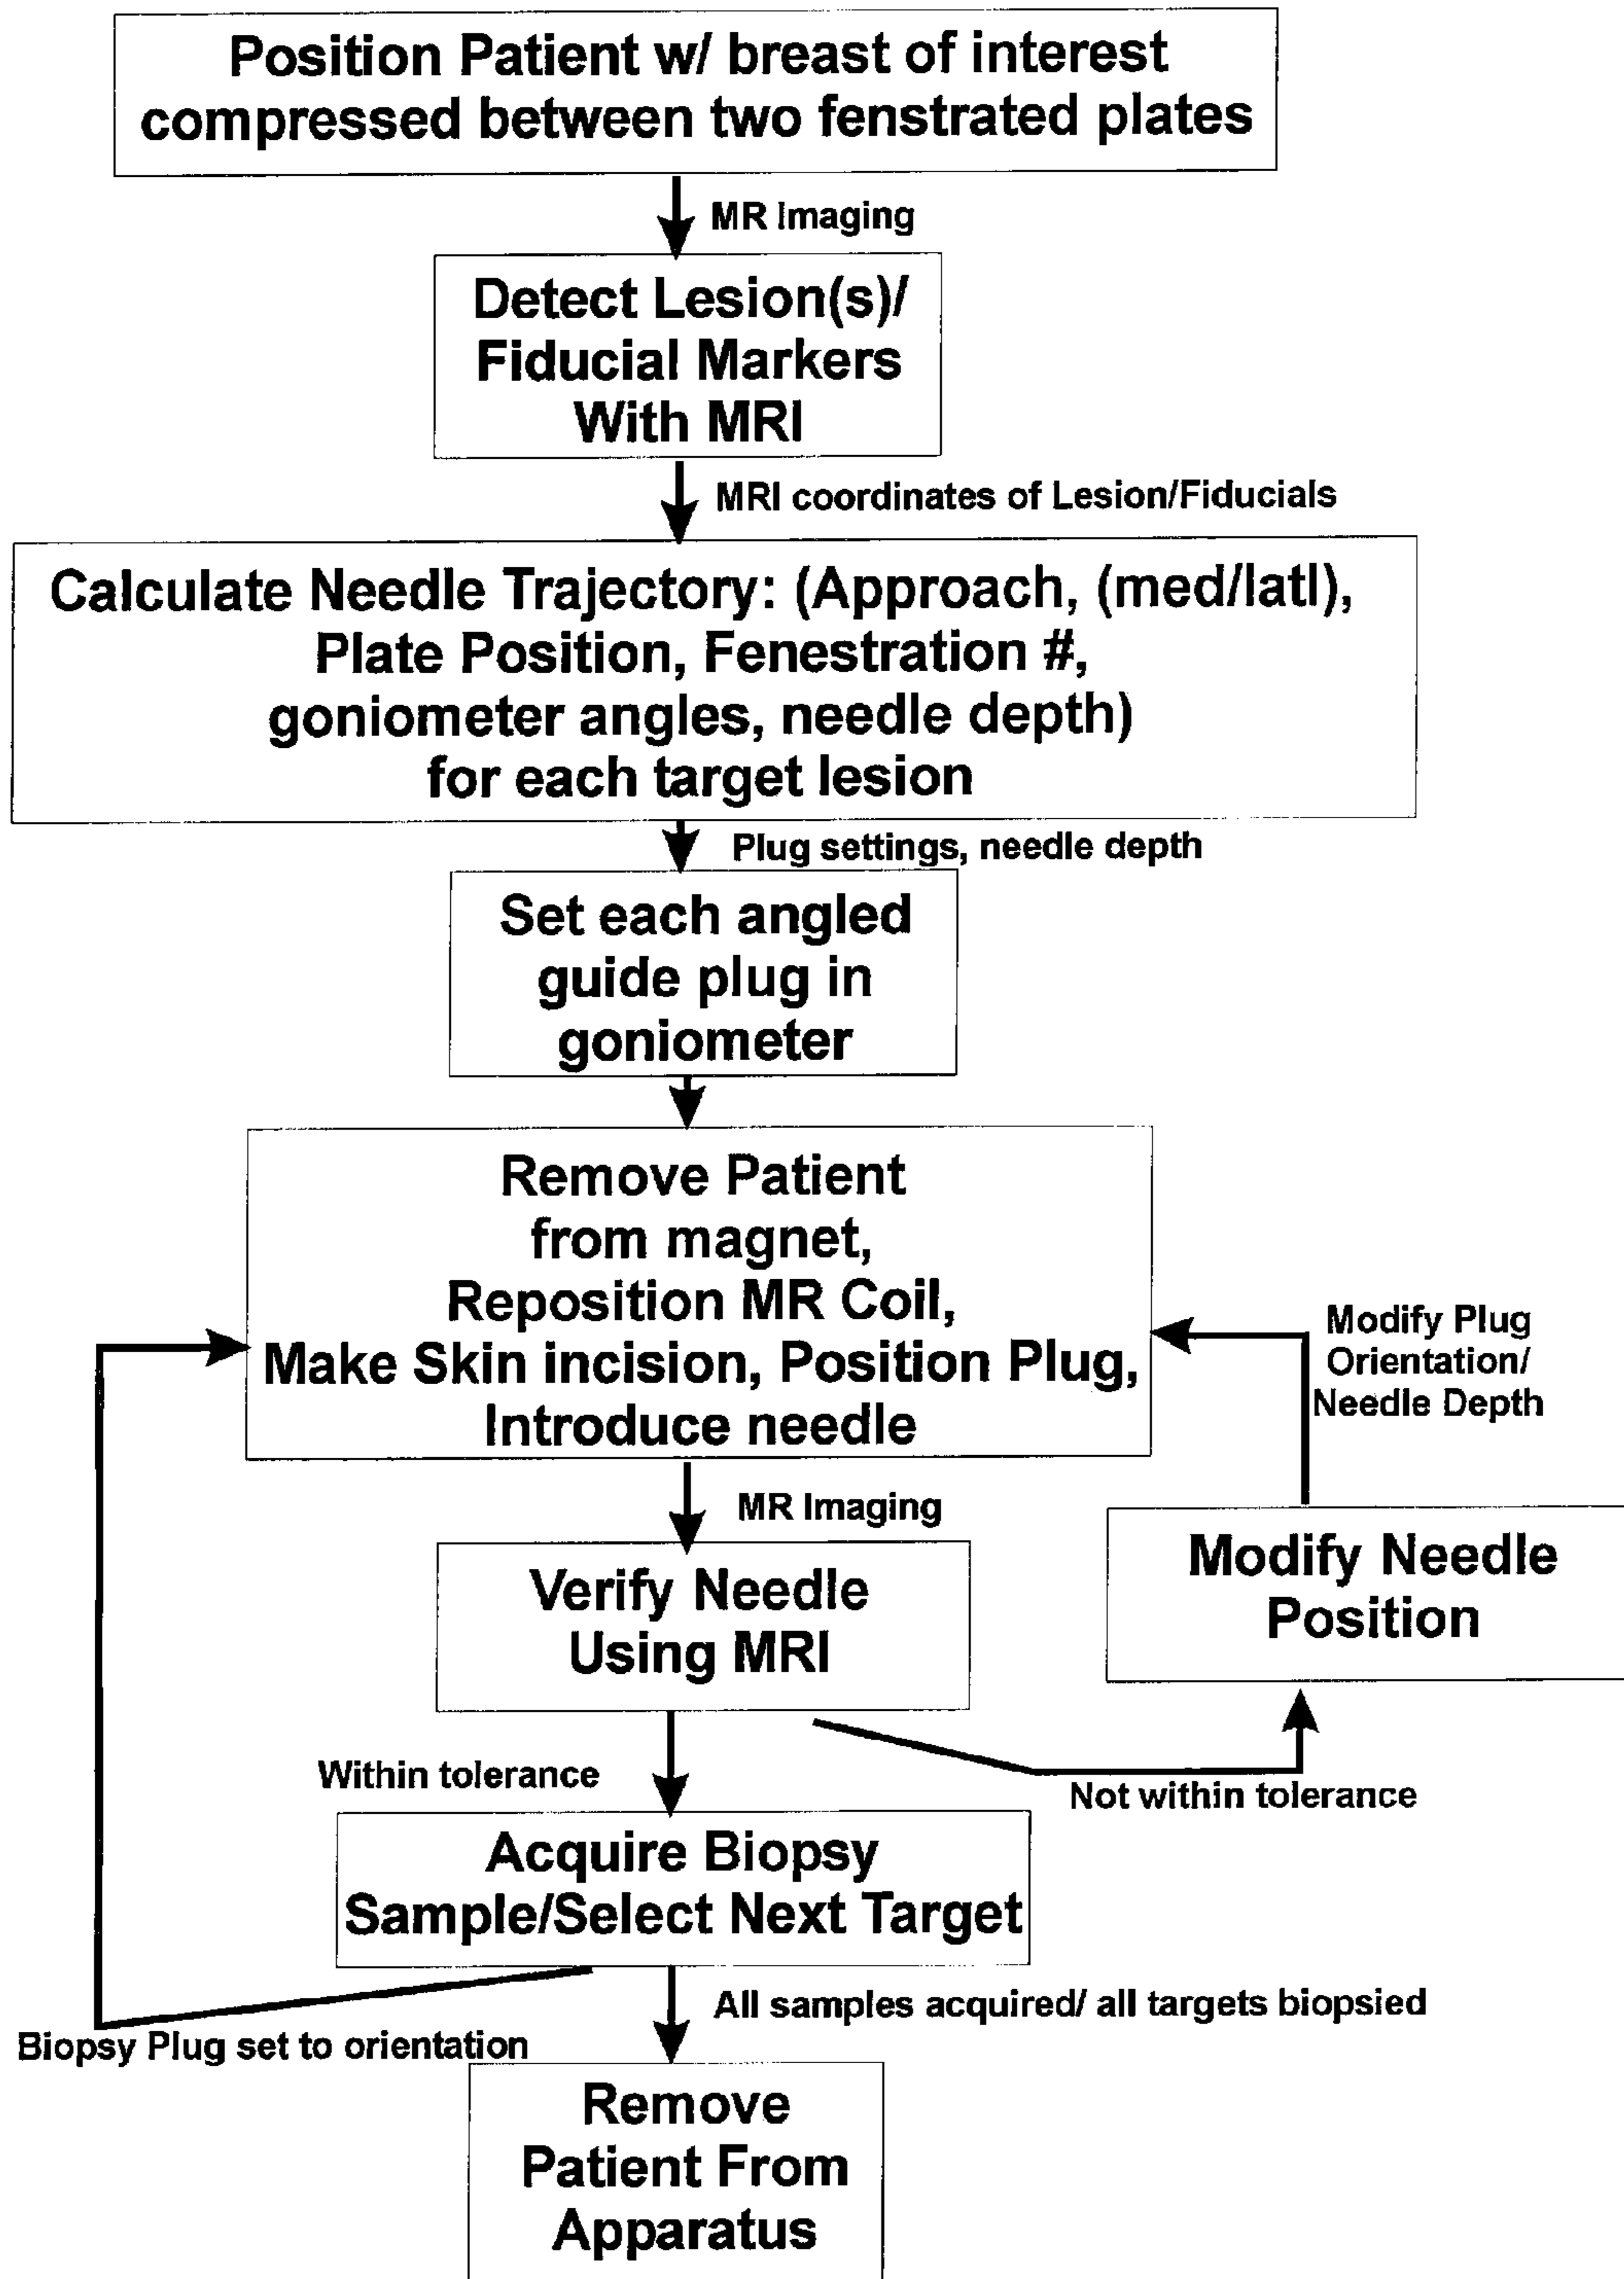 Position Patient w/ breast of interest
compressed between two fenstrated plates
MR Imaging
Detect Lesion(s)/
Fiducial Markers
With MRI
MRI coordinates of Lesion/Fiducials
Calculate Needle Trajectory: (Approach, (med/latl),
Plate Position, Fenestration #,
goniometer angles, needle depth)
for each target lesion
Plug settings, needle depth
Set each angled
guide plug in
goniometer
Remove Patient
from magnet,
Reposition MR Coil,
Make Skin incision, Position Plug,
Introduce needle
Modify Plug
Orientation/
Needle Depth
MR Imaging
Verify Needle
Using MRI
Modify Needle
Position
Within tolerance
Not within tolerance
Acquire Biopsy
Sample/Select Next Target
All samples acquired/ all targets biopsied
Biopsy Plug set to orientation
Remove
Patient From
Apparatus